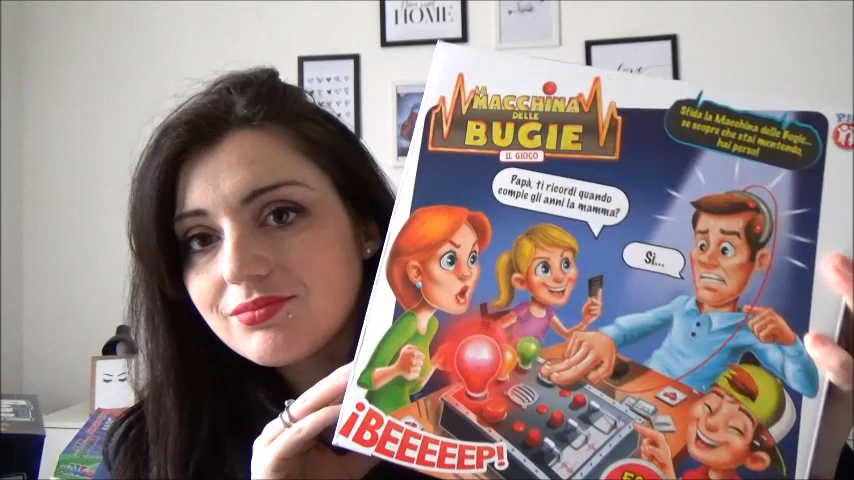 HOME
LA
MACCHINA
DELLE
BUGIE
IL GIOCO
Sfida la Macchina delle Bugie...
se scopre che stai mentendo,
hai perso!
Papà, ti ricordi quando
compie gli anni la mamma?
Sì...
¡BEEEEEP!